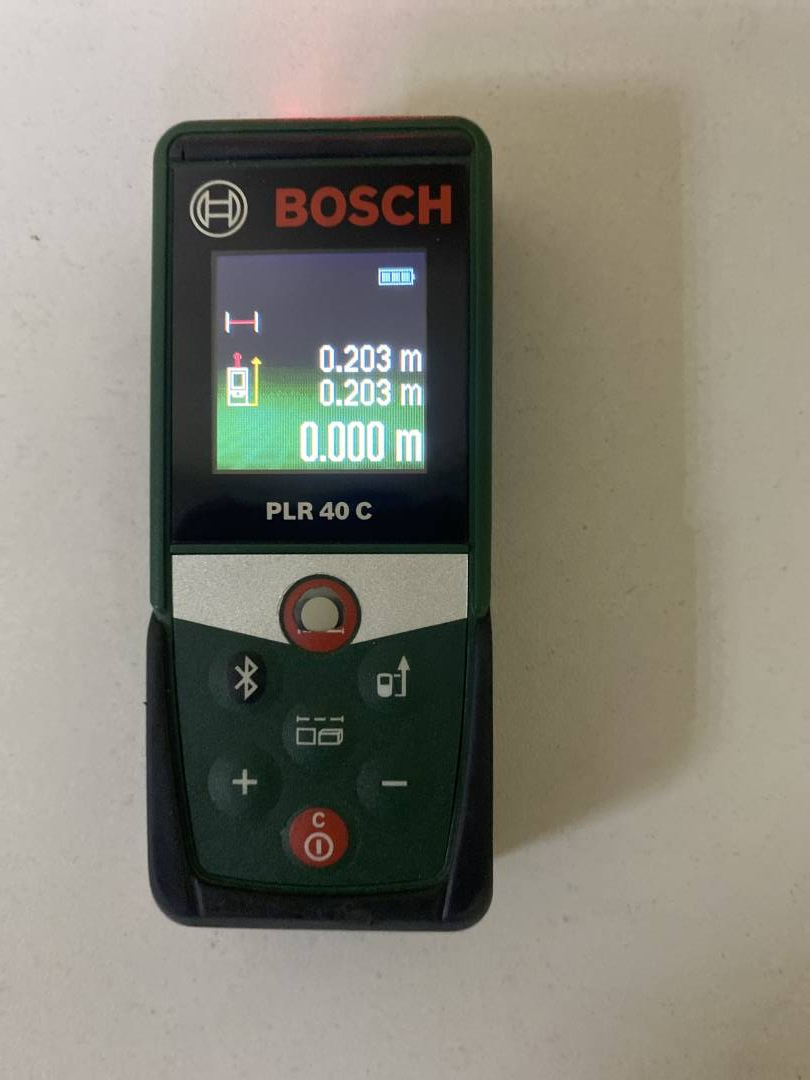 BOSCH
0.203 m
0.203 m
0.000 m
PLR 40 C
+ −
C